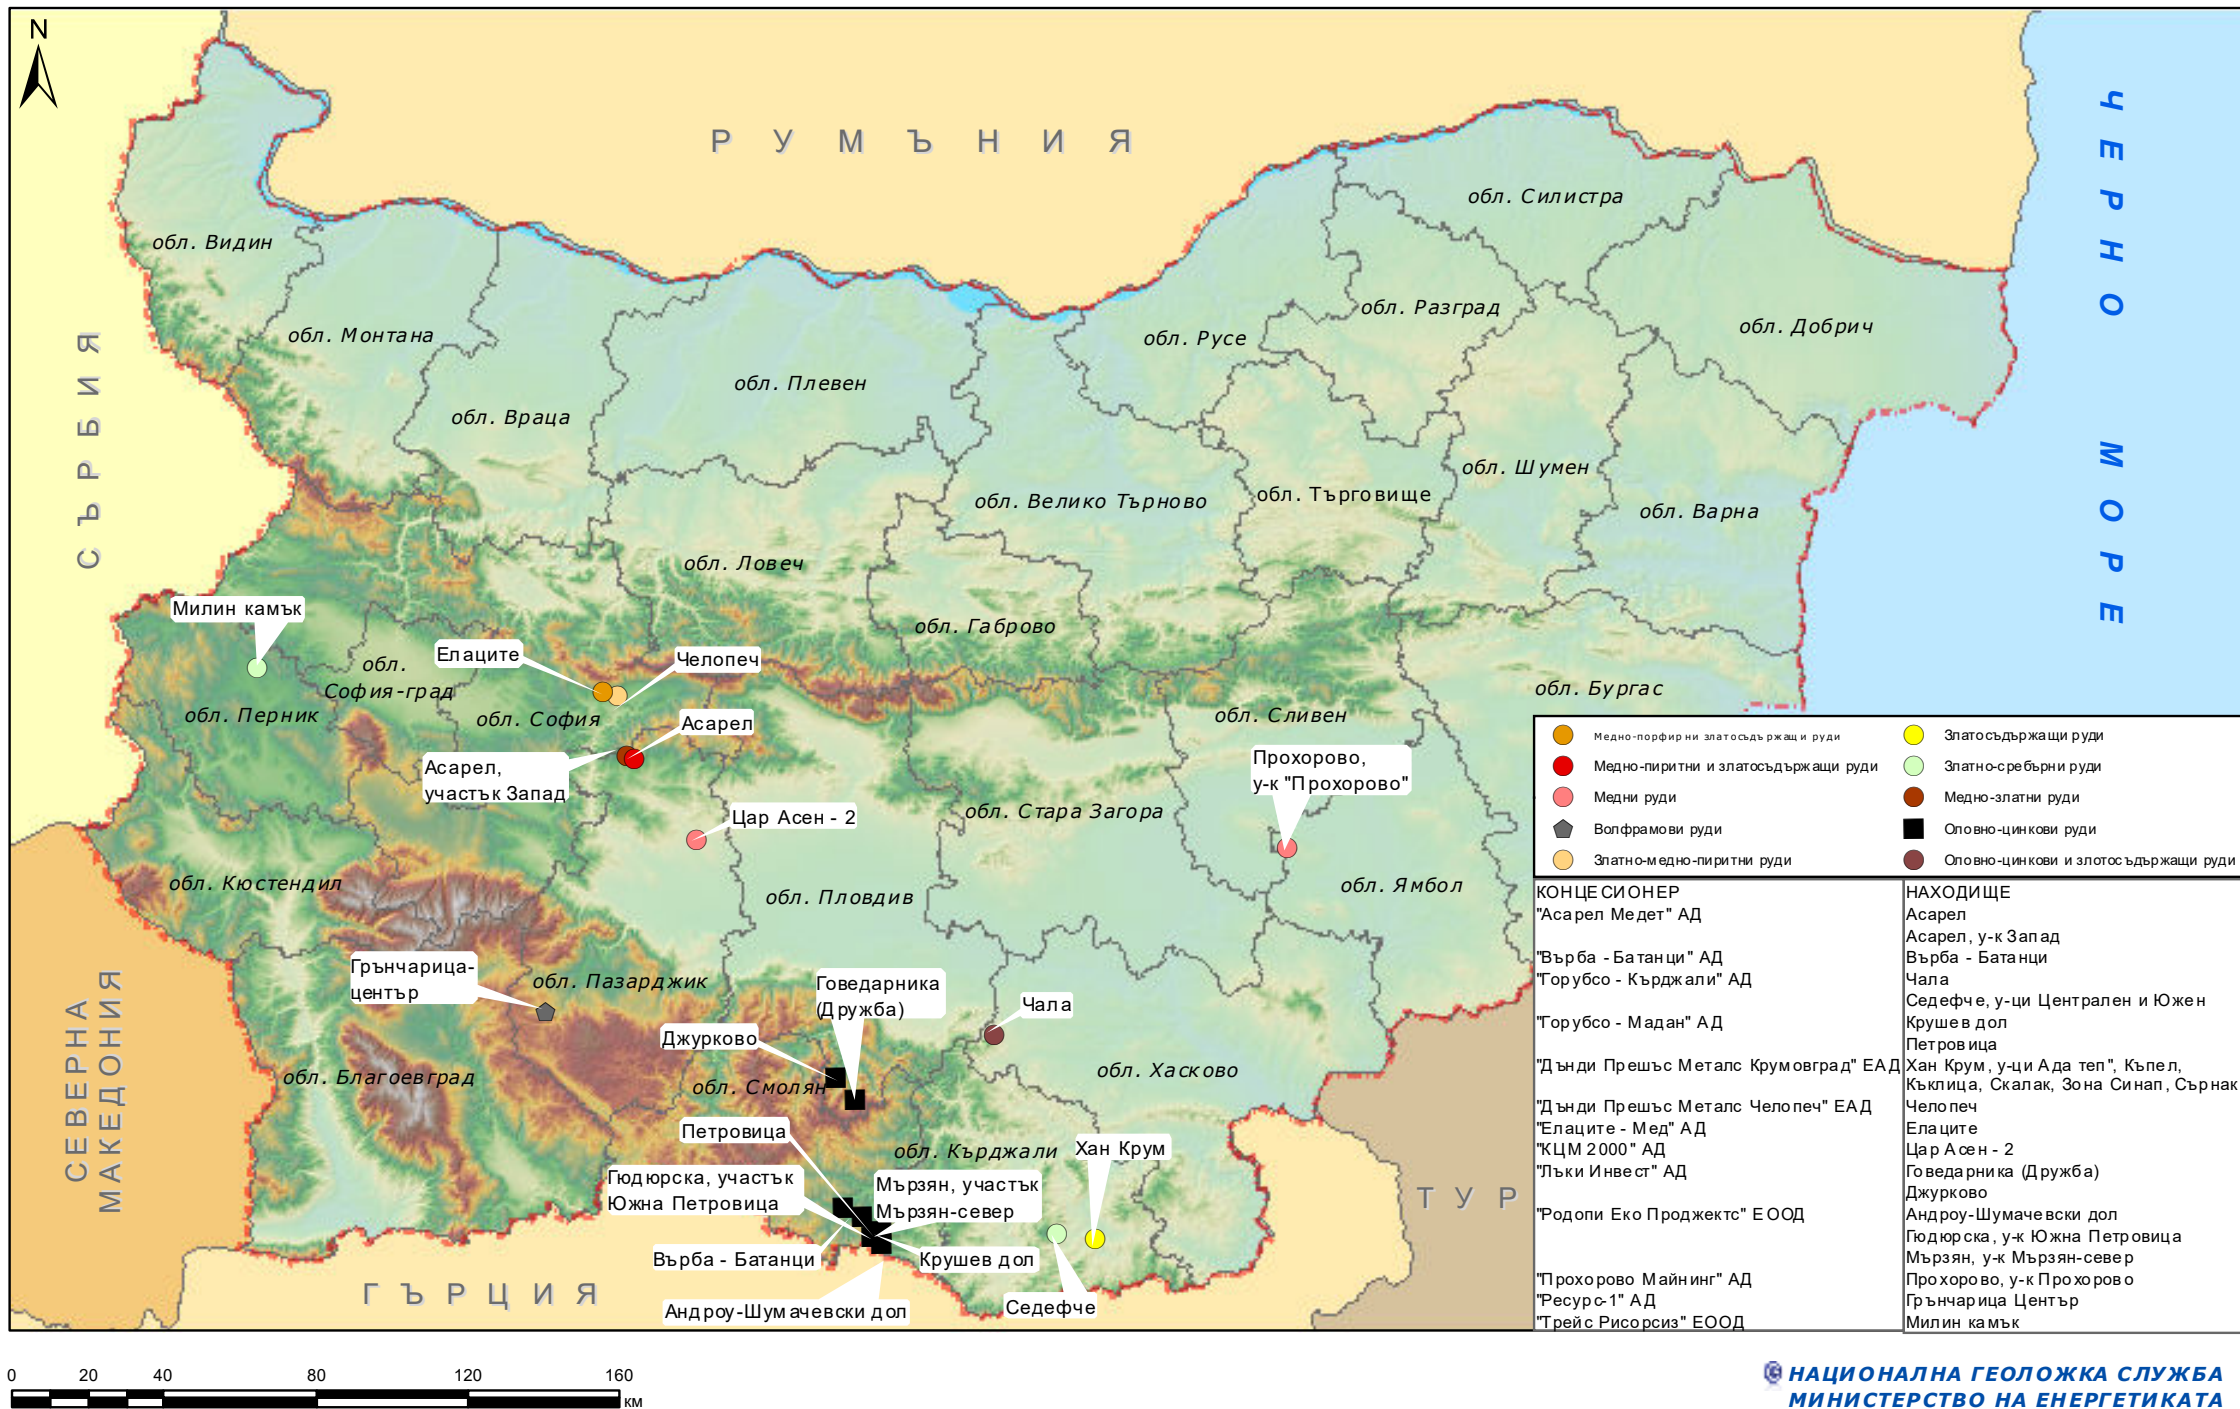 N
РУМЪНИЯ
ЧЕРНО МОРЕ
СЪРБИЯ
СЕВЕРНА
МАКЕДОНИЯ
ГЪРЦИЯ
ТУР
обл. Видин
обл. Монтана
обл. Враца
обл. Плевен
обл. Русе
обл. Силистра
обл. Разград
обл. Добрич
обл. Шумен
обл. Варна
обл. Търговище
обл. Велико Търново
обл. Ловеч
обл. Габрово
обл.
София-град
обл. Перник
обл. София
обл. Сливен
обл. Бургас
обл. Стара Загора
обл. Ямбол
обл. Пловдив
обл. Кюстендил
обл. Пазарджик
обл. Благоевград
обл. Смолян
обл. Хасково
обл. Кърджали
Милин камък
Елаците
Челопеч
Асарел
Асарел,
участък Запад
Цар Асен - 2
Прохорово,
у-к "Прохорово"
Грънчарица-
център
Говедарника
(Дружба)
Джурково
Чала
Петровица
Гюдюрска, участък
Южна Петровица
Мързян, участък
Мързян-север
Хан Крум
Върба - Батанци
Крушев дол
Андроу-Шумачевски дол
Седефче
Медно-порфирни златосъдържащи руди
Медно-пиритни и златосъдържащи руди
Медни руди
Волфрамови руди
Златно-медно-пиритни руди
Златосъдържащи руди
Златно-сребърни руди
Медно-златни руди
Оловно-цинкови руди
Оловно-цинкови и злотосъдържащи руди
КОНЦЕСИОНЕР НАХОДИЩЕ
"Асарел Медет" АД Асарел
Асарел, у-к Запад
"Върба - Батанци" АД Върба - Батанци
"Горубсо - Кърджали" АД Чала
Седефче, у-ци Централен и Южен
"Горубсо - Мадан" АД Крушев дол
Петровица
"Дънди Прешъс Металс Крумовград" ЕАД Хан Крум, у-ци Ада теп", Къпел,
Къклица, Скалак, Зона Синап, Сърнак
"Дънди Прешъс Металс Челопеч" ЕАД Челопеч
"Елаците - Мед" АД Елаците
"КЦМ 2000" АД Цар Асен - 2
"Лъки Инвест" АД Говедарника (Дружба)
Джурково
"Родопи Еко Проджектс" ЕООД Андроу-Шумачевски дол
Гюдюрска, у-к Южна Петровица
Мързян, у-к Мързян-север
"Прохорово Майнинг" АД Прохорово, у-к Прохорово
"Ресурс-1" АД Грънчарица Център
"Трейс Рисорсиз" ЕООД Милин камък
0 20 40 80 120 160
км
НАЦИОНАЛНА ГЕОЛОЖКА СЛУЖБА
МИНИСТЕРСТВО НА ЕНЕРГЕТИКАТА